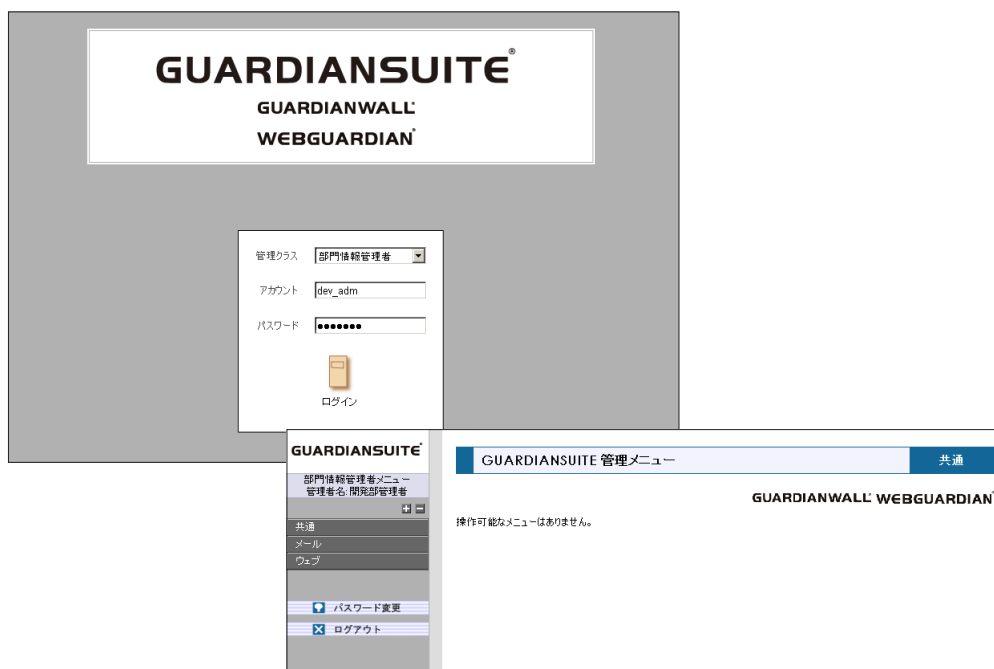 GUARDIANSUITE®
GUARDIANWALL
WEBGUARDIAN®
管理クラス 部門情報管理者
アカウント dev_adm
パスワード ●●●●●●●
ログイン
GUARDIANSUITE®
部門情報管理者メニュー
管理者名:開発部管理者
共通
メール
ウェブ
パスワード変更
ログアウト
GUARDIANSUITE 管理メニュー 共通
GUARDIANWALL WEBGUARDIAN
操作可能なメニューはありません。